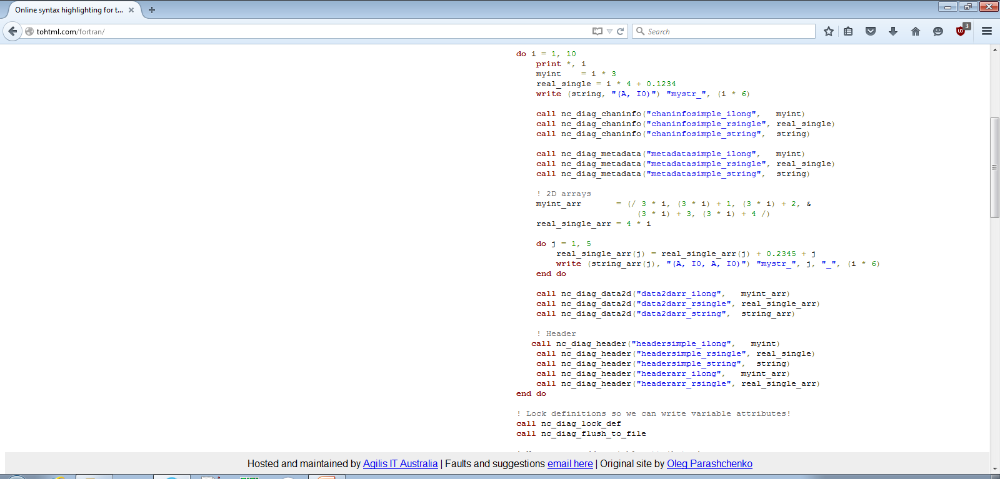 Online syntax highlighting for t...
tohtml.com/fortran/
Search
3
do i = 1, 10
    print *, i
    myint    = i * 3
    real_single = i * 4 + 0.1234
    write (string, "(A, I0)") "mystr_", (i * 6)
    call nc_diag_chaninfo("chaninfosimple_ilong",   myint)
    call nc_diag_chaninfo("chaninfosimple_rsingle", real_single)
    call nc_diag_chaninfo("chaninfosimple_string",  string)
    call nc_diag_metadata("metadatasimple_ilong",   myint)
    call nc_diag_metadata("metadatasimple_rsingle", real_single)
    call nc_diag_metadata("metadatasimple_string",  string)
    ! 2D arrays
    myint_arr       = (/ 3 * i, (3 * i) + 1, (3 * i) + 2, &
                        (3 * i) + 3, (3 * i) + 4 /)
    real_single_arr = 4 * i
    do j = 1, 5
        real_single_arr(j) = real_single_arr(j) + 0.2345 + j
        write (string_arr(j), "(A, I0, A, I0)") "mystr_", j, "_", (i * 6)
    end do
    call nc_diag_data2d("data2darr_ilong",   myint_arr)
    call nc_diag_data2d("data2darr_rsingle", real_single_arr)
    call nc_diag_data2d("data2darr_string",  string_arr)
    ! Header
   call nc_diag_header("headersimple_ilong",   myint)
    call nc_diag_header("headersimple_rsingle", real_single)
    call nc_diag_header("headersimple_string",  string)
    call nc_diag_header("headerarr_ilong",   myint_arr)
    call nc_diag_header("headerarr_rsingle", real_single_arr)
end do
! Lock definitions so we can write variable attributes!
call nc_diag_lock_def
call nc_diag_flush_to_file
Hosted and maintained by Agilis IT Australia | Faults and suggestions email here | Original site by Oleg Parashchenko